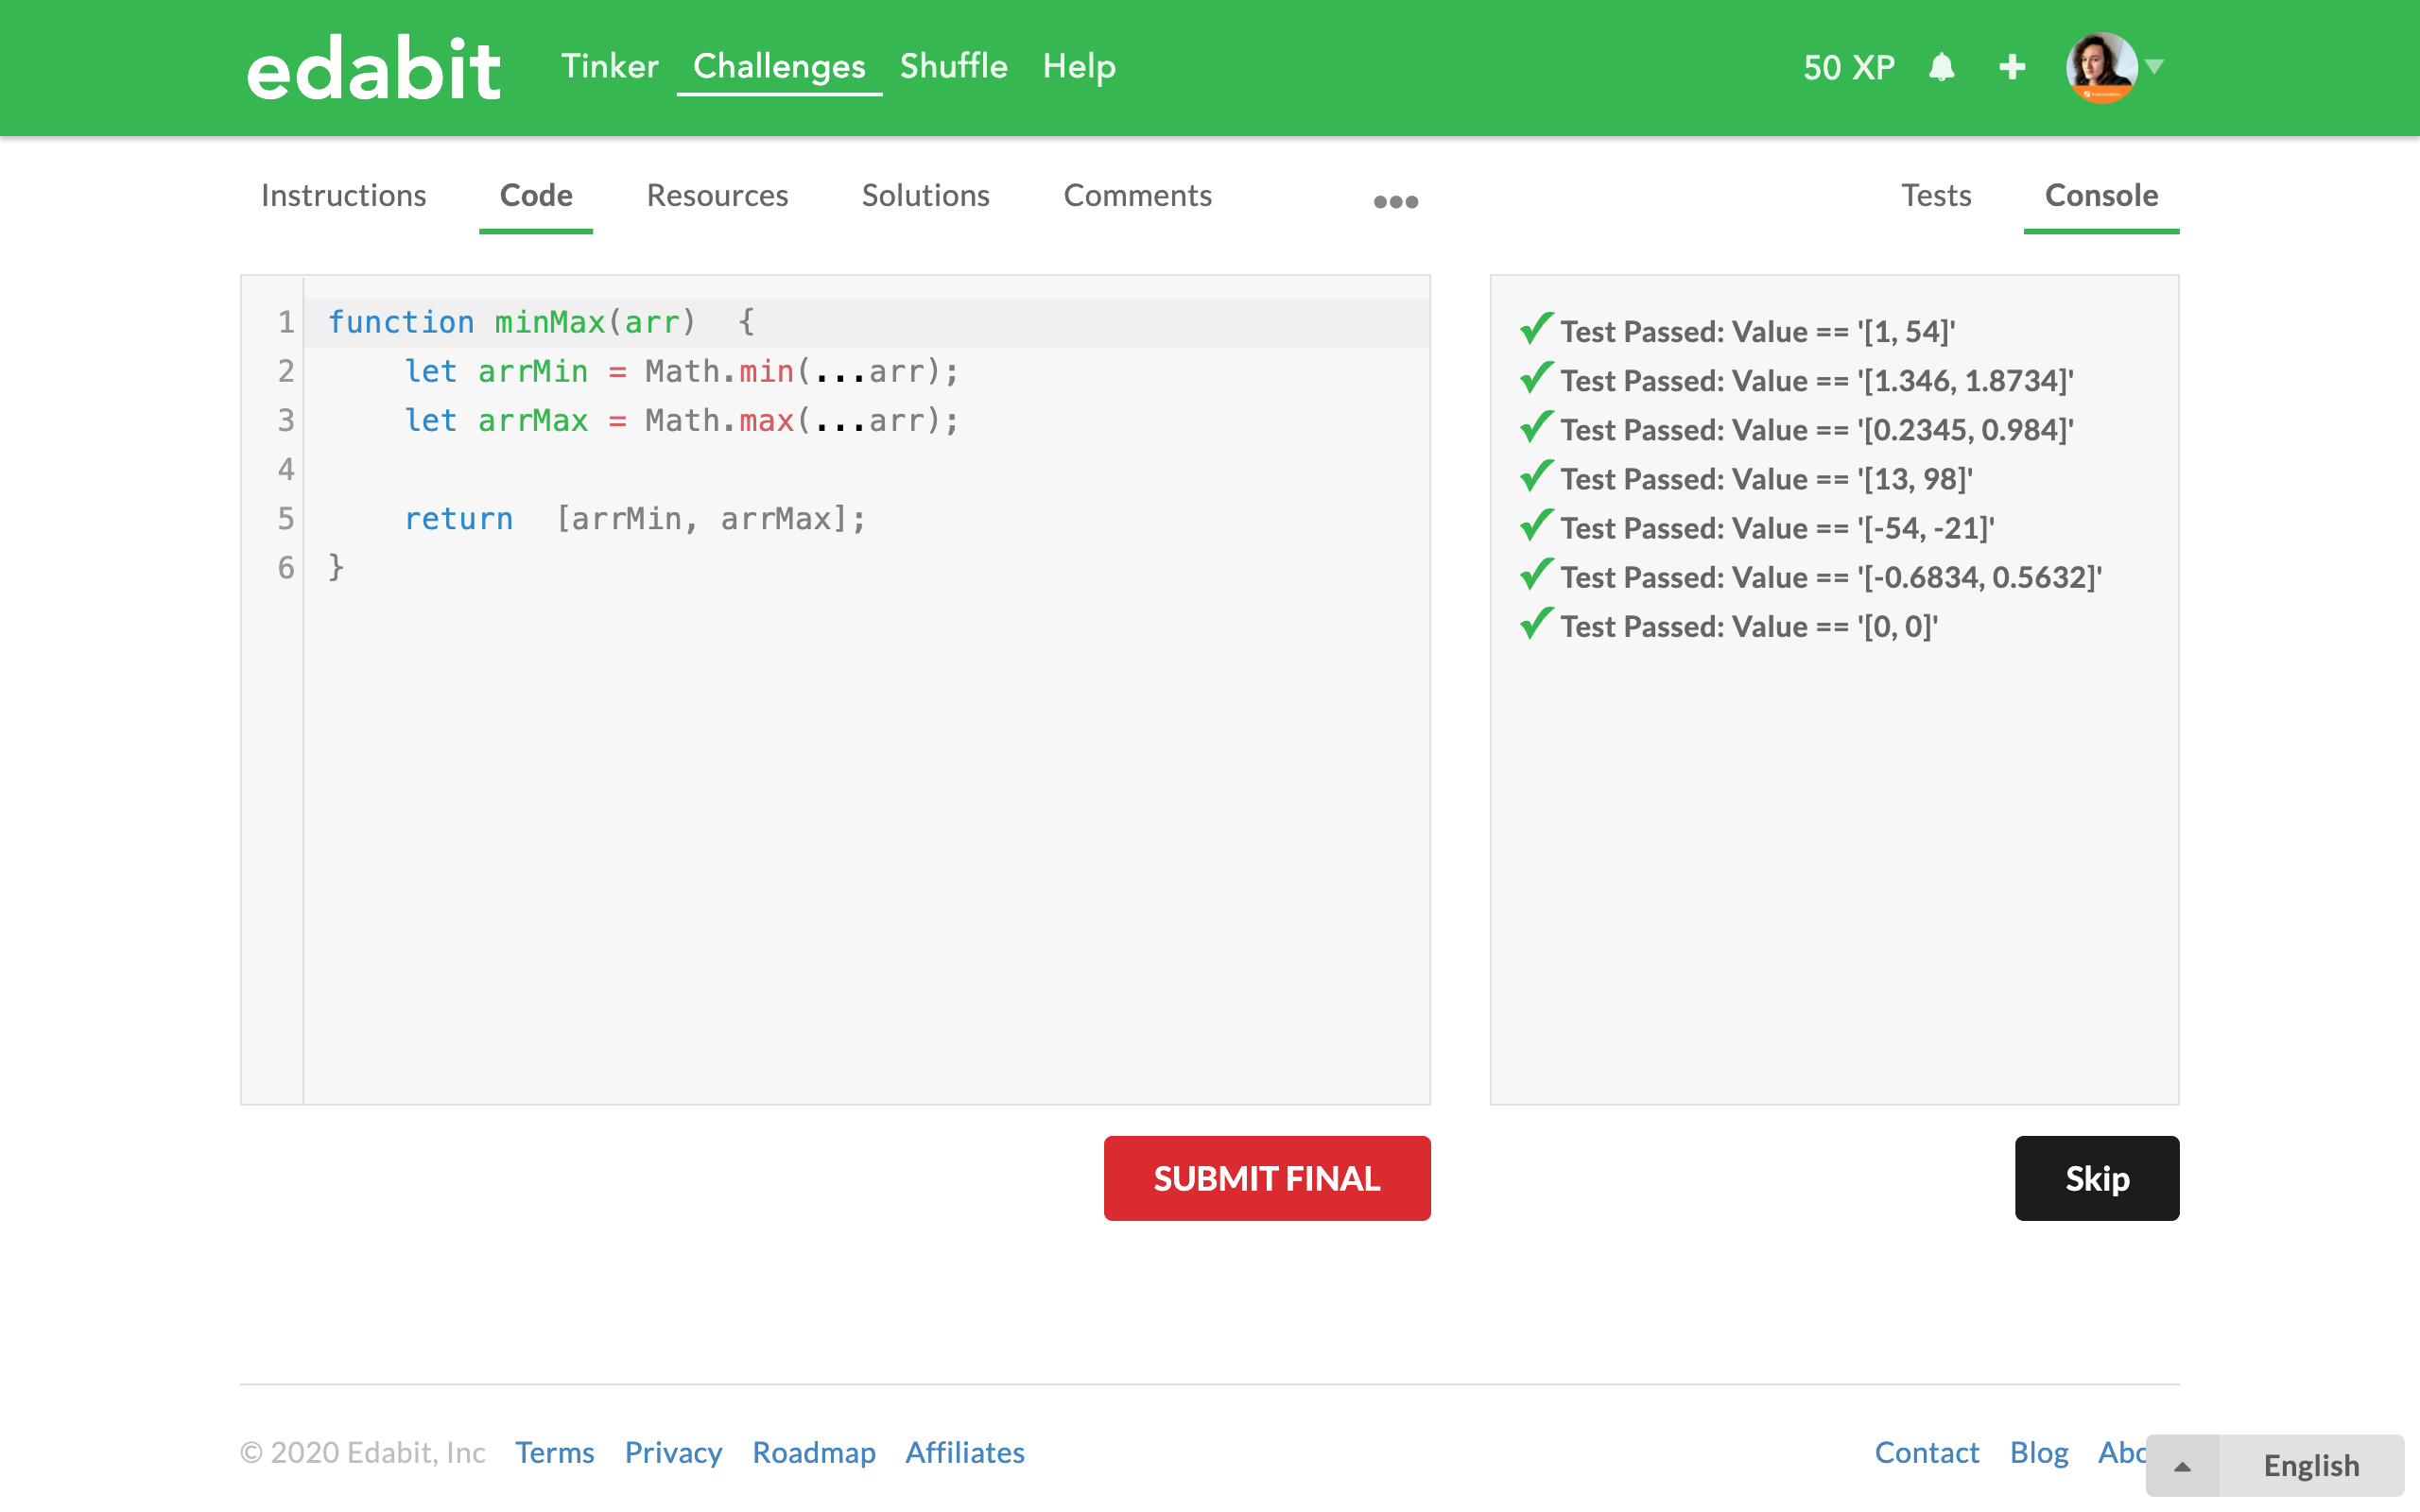 edabit Tinker Challenges Shuffle Help 50 XP
Instructions Code Resources Solutions Comments ••• Tests Console
1 function minMax(arr)  {
2     let arrMin = Math.min(...arr);
3     let arrMax = Math.max(...arr);
4
5     return  [arrMin, arrMax];
6 }
Test Passed: Value == '[1, 54]'
Test Passed: Value == '[1.346, 1.8734]'
Test Passed: Value == '[0.2345, 0.984]'
Test Passed: Value == '[13, 98]'
Test Passed: Value == '[-54, -21]'
Test Passed: Value == '[-0.6834, 0.5632]'
Test Passed: Value == '[0, 0]'
SUBMIT FINAL Skip
© 2020 Edabit, Inc Terms Privacy Roadmap Affiliates Contact Blog Abo
English